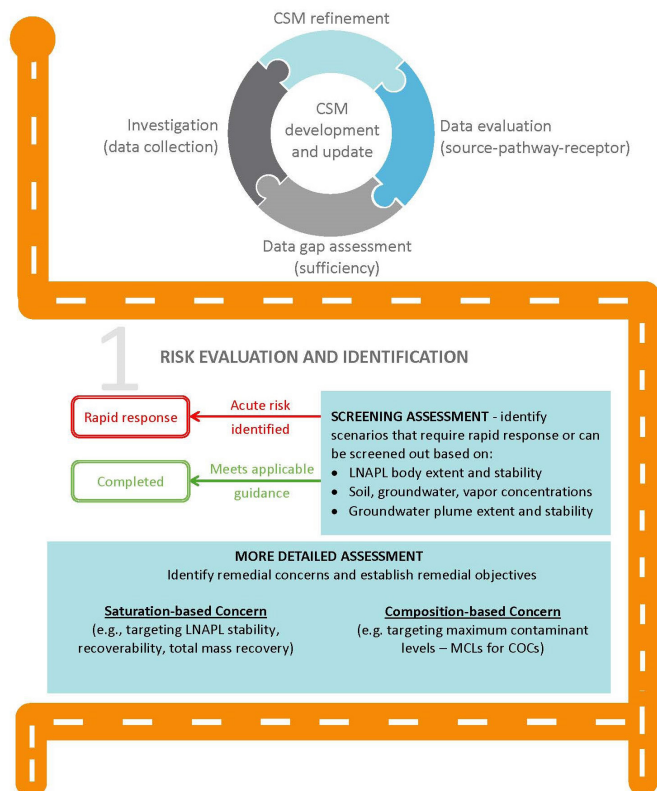 CSM refinement
CSM
development
and update
Investigation
(data collection)
Data evaluation
(source-pathway-receptor)
Data gap assessment
(sufficiency)
1
RISK EVALUATION AND IDENTIFICATION
Rapid response
Acute risk
identified
SCREENING ASSESSMENT - identify
scenarios that require rapid response or can
be screened out based on:
• LNAPL body extent and stability
• Soil, groundwater, vapor concentrations
• Groundwater plume extent and stability
Completed
Meets applicable
guidance
MORE DETAILED ASSESSMENT
Identify remedial concerns and establish remedial objectives
Saturation-based Concern
(e.g., targeting LNAPL stability,
recoverability, total mass recovery)
Composition-based Concern
(e.g. targeting maximum contaminant
levels – MCLs for COCs)